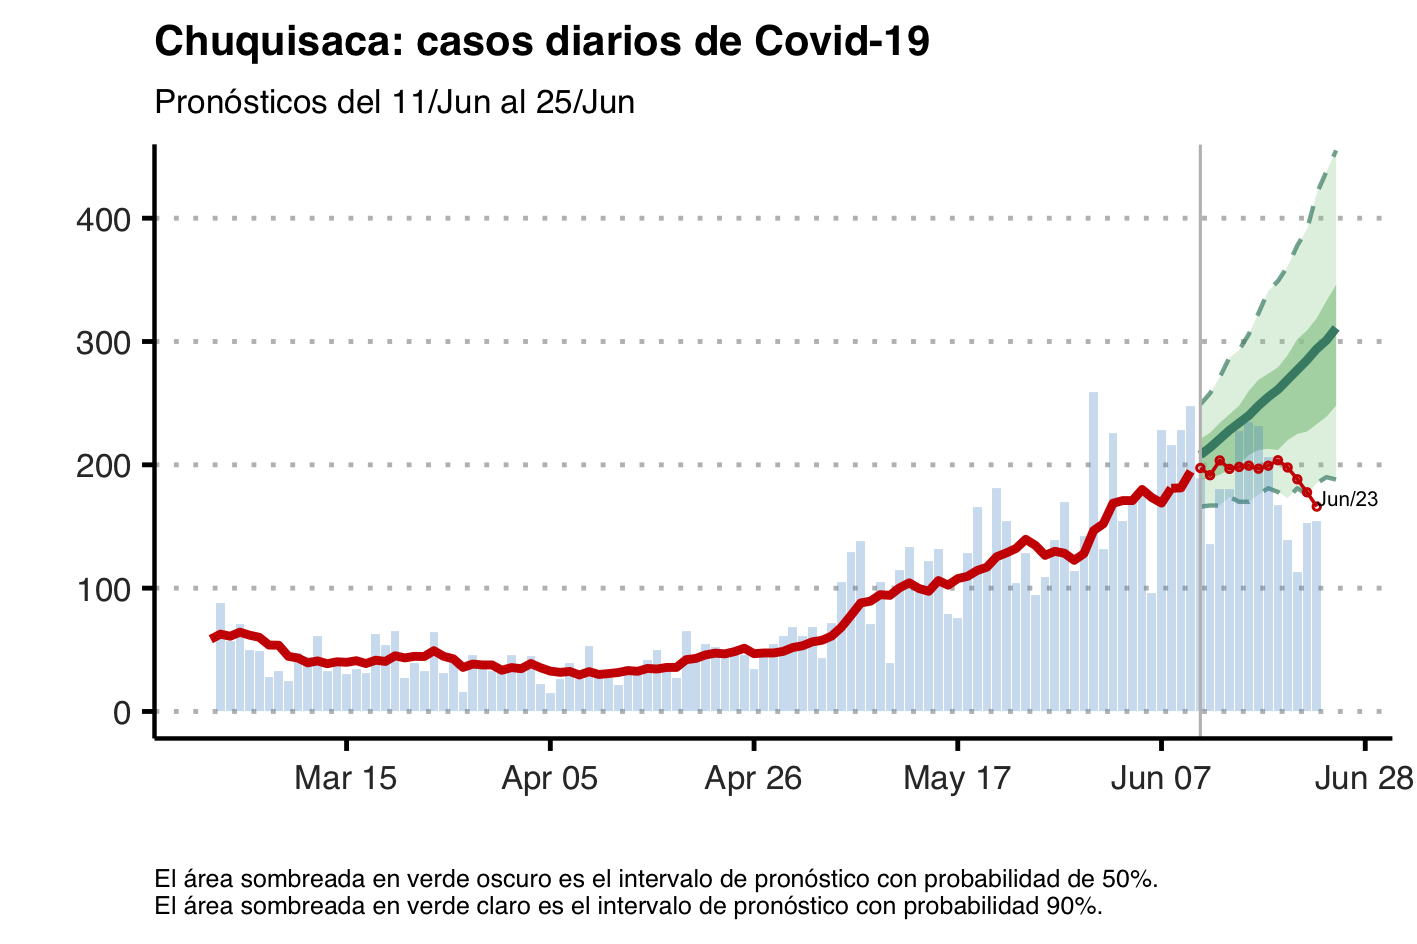 Chuquisaca: casos diarios de Covid-19
Pronósticos del 11/Jun al 25/Jun
400
300
200
100
0
Jun/23
Mar 15
Apr 05
Apr 26
May 17
Jun 07
Jun 28
El área sombreada en verde oscuro es el intervalo de pronóstico con probabilidad de 50%.
El área sombreada en verde claro es el intervalo de pronóstico con probabilidad 90%.